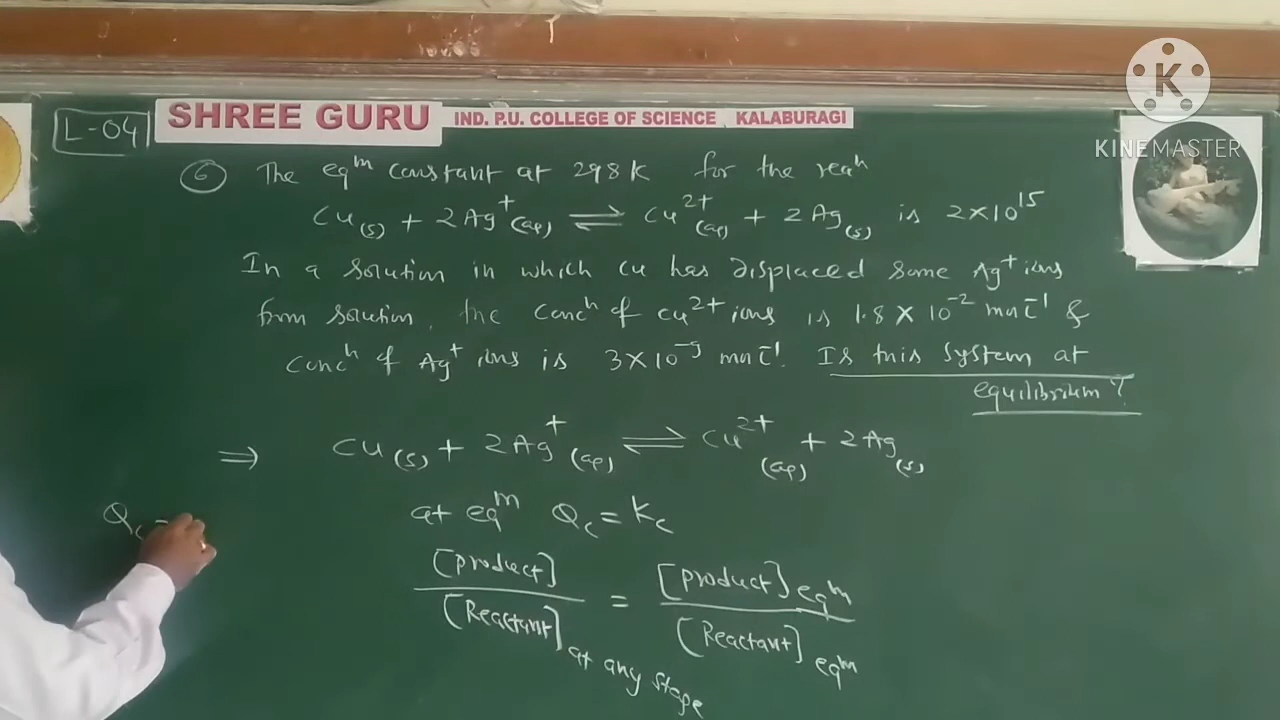 KINEMASTER
L-04
SHREE GURU IND. P.U. COLLEGE OF SCIENCE, KALABURAGI
6 The eqᵐ constant at 298K for the reaⁿ
Cu(s) + 2Ag⁺(aq) ⇌ Cu²⁺(aq) + 2Ag(s) is 2×10¹⁵
In a solution in which Cu has displaced some Ag⁺ ions
from solution, the concⁿ of Cu²⁺ ions is 1.8 × 10⁻² mol L⁻¹ &
concⁿ of Ag⁺ ions is 3×10⁻⁹ mol L⁻¹. Is this system at
equilibrium?
⇒ Cu(s) + 2Ag⁺(aq) ⇌ Cu²⁺(aq) + 2Ag(s)
Qc =
at eqᵐ Qc = Kc
[product] / [Reactant] at any stage = [product] eqᵐ / [Reactant] eqᵐ